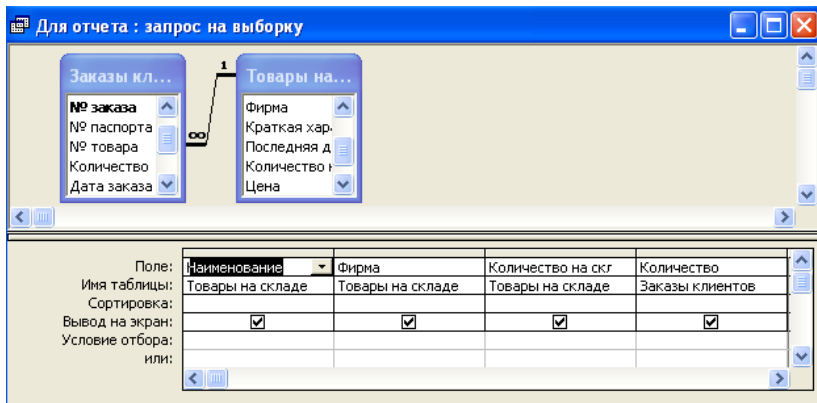 Для отчета : запрос на выборку
Заказы кл...
№ заказа
№ паспорта
№ товара
Количество
Дата заказа
1
∞
Товары на...
Фирма
Краткая хар
Последняя д
Количество н
Цена
Поле: Наименование Фирма Количество на скл Количество
Имя таблицы: Товары на складе Товары на складе Товары на складе Заказы клиентов
Сортировка:
Вывод на экран:
Условие отбора:
или: